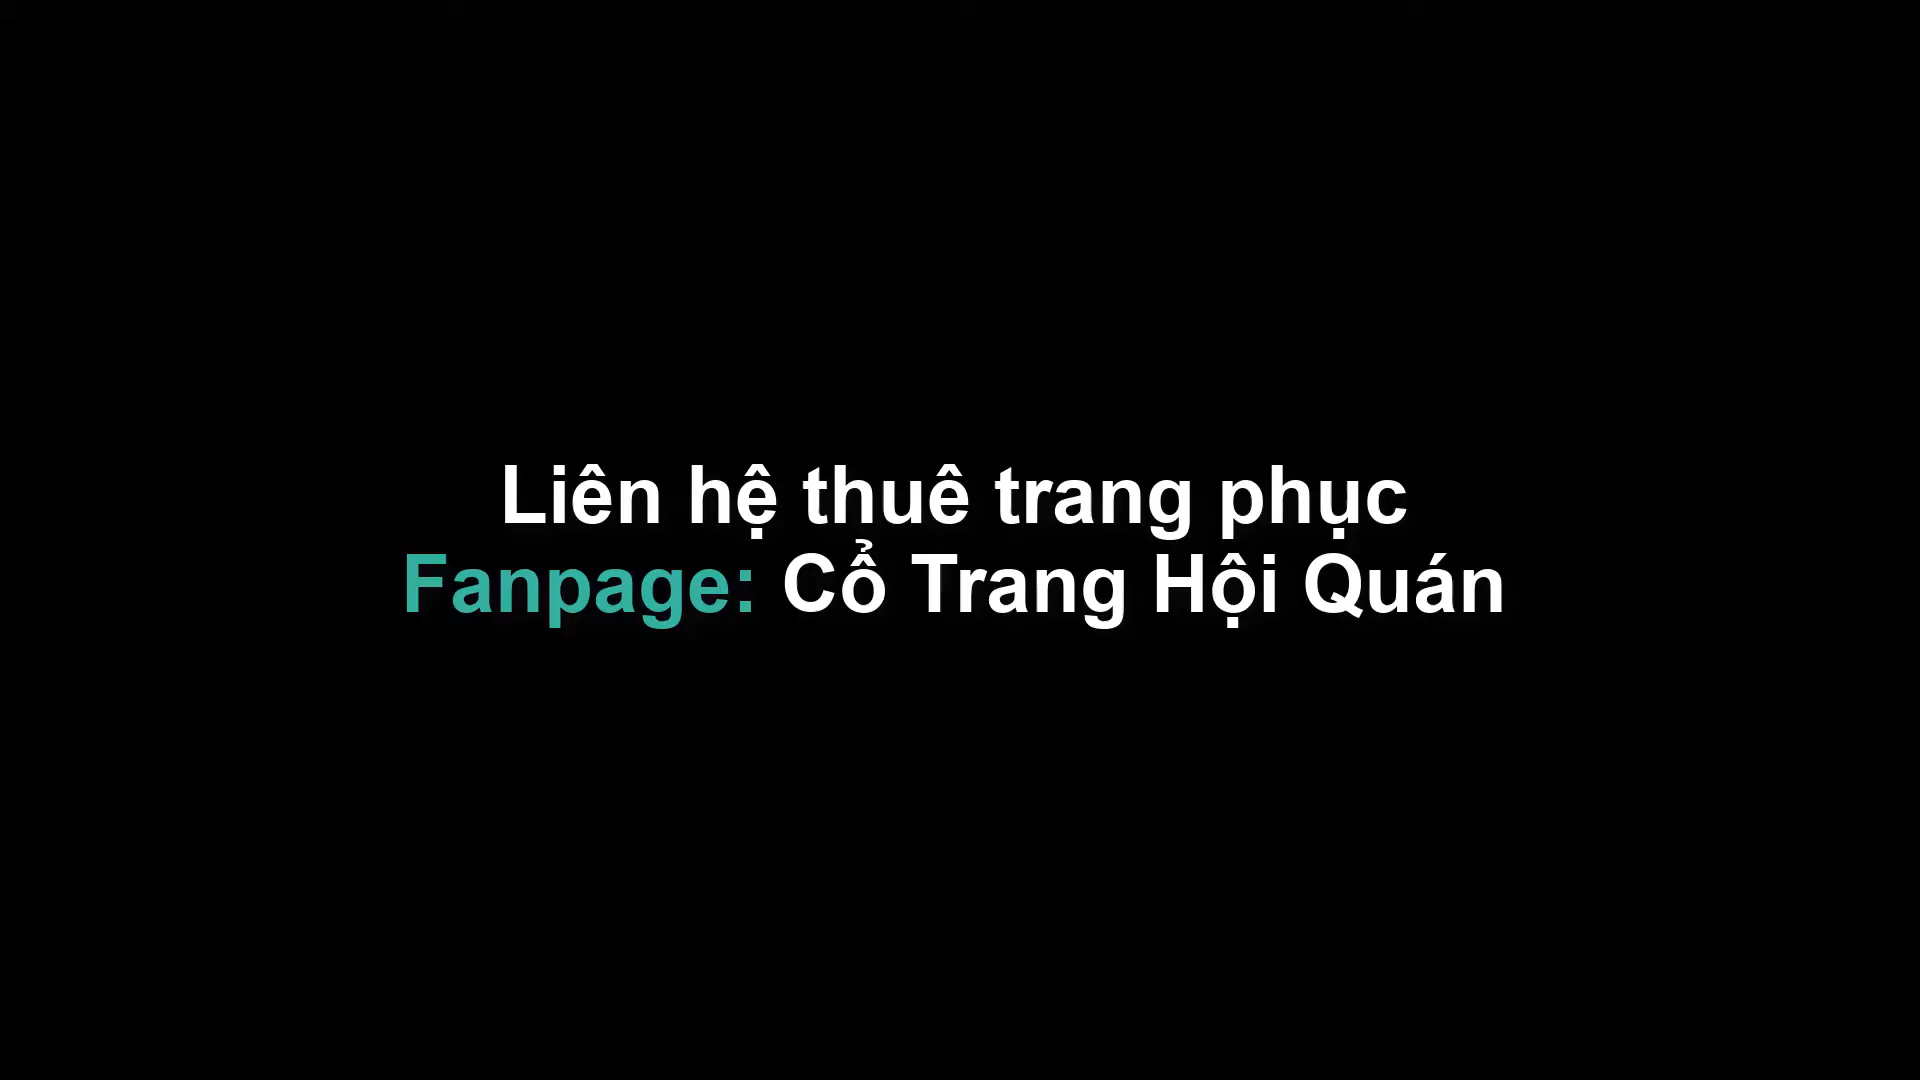 Liên hệ thuê trang phục
Fanpage: Cổ Trang Hội Quán